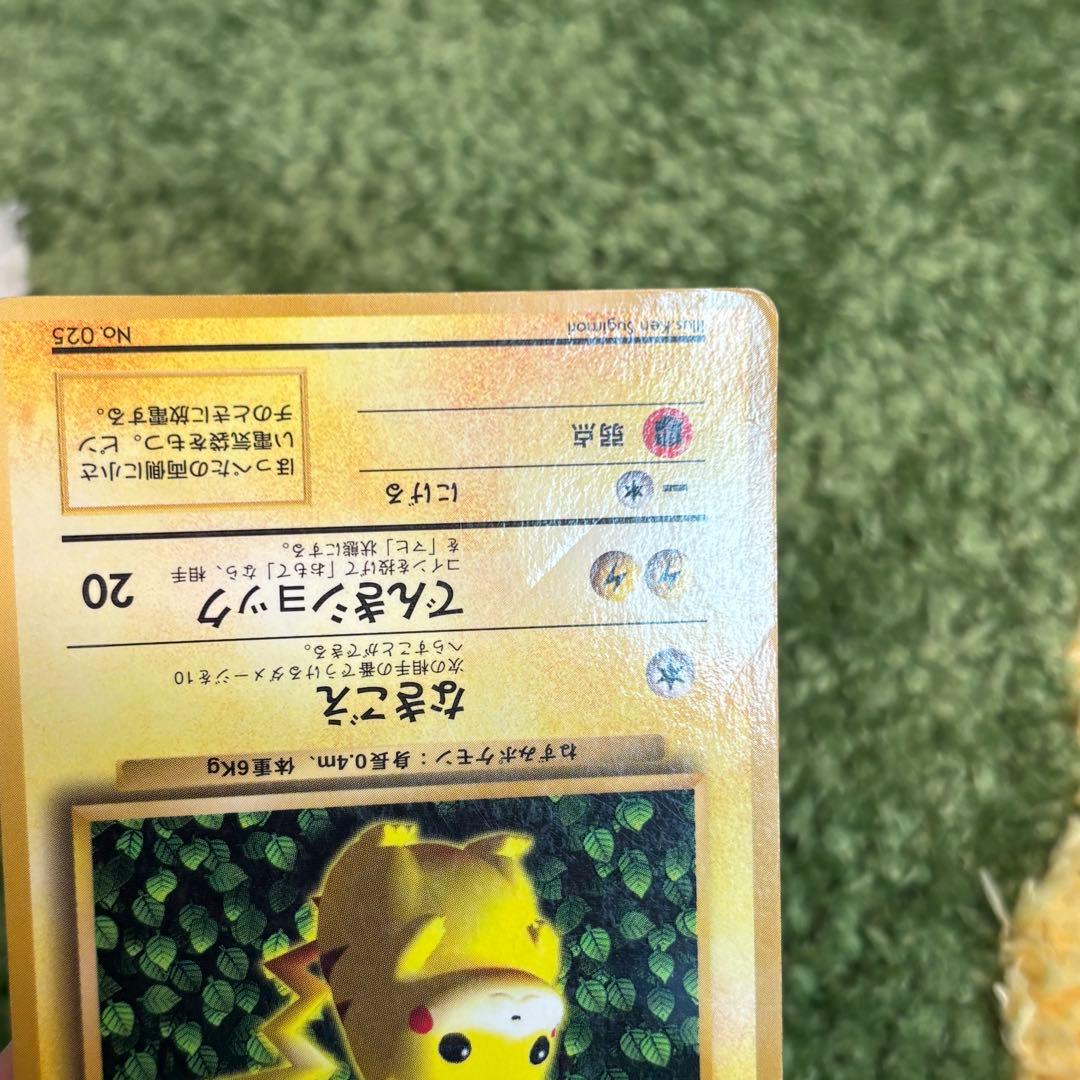 ねずみポケモン：身長0.4m、体重6Kg
なきごえ
次の相手の番でうけるダメージを10
へらすことができる。
でんきショック 20
コインを投げて「おもて」なら、相手
を「マヒ」状態にする。
にげる
弱点
ほっぺたの両側に小さ
い電気袋をもつ。ピン
チのときに放電する。
Illus. Ken Sugimori No. 025